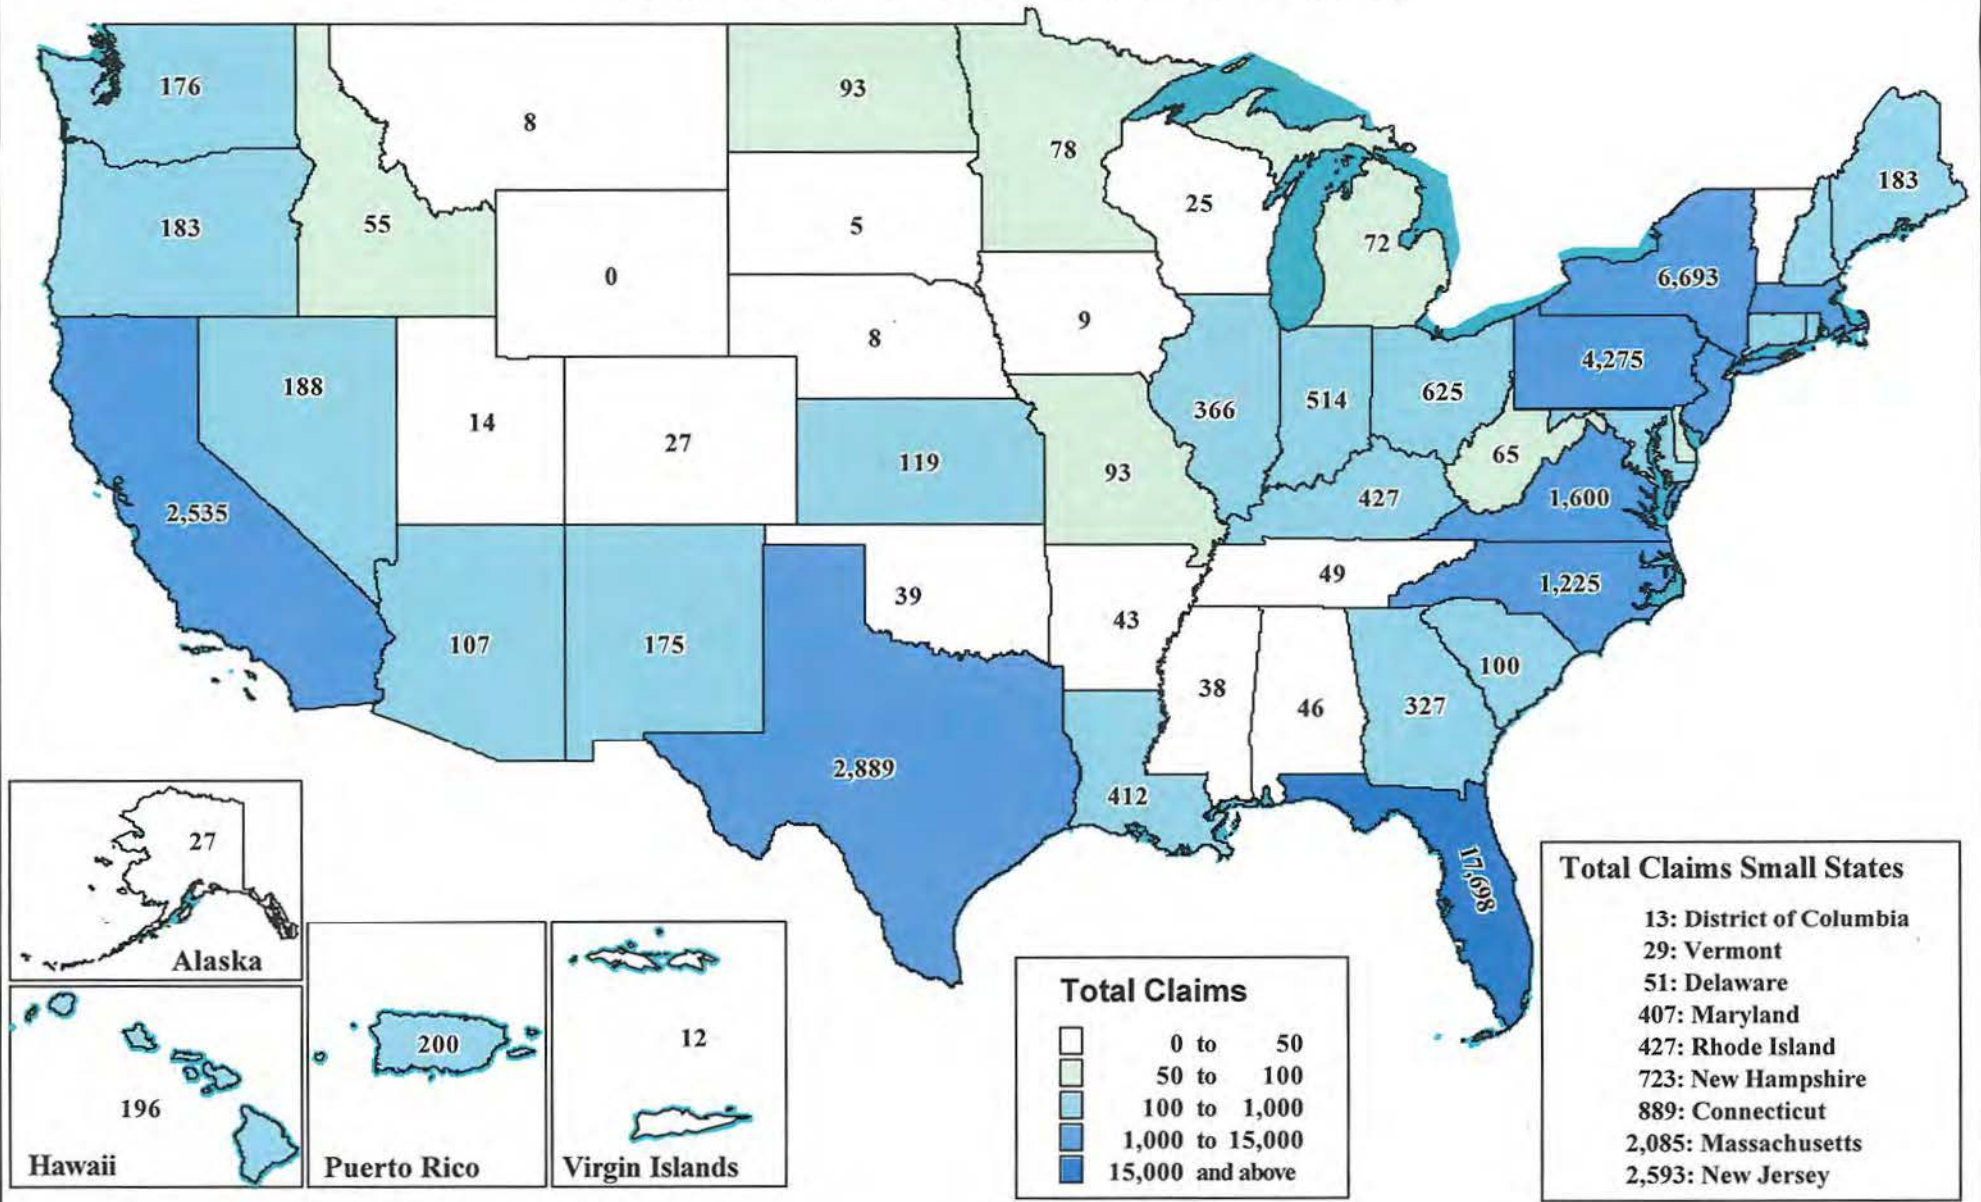 176
8
93
78
183
25
183
55
5
72
0
6,693
9
8
4,275
188
625
514
366
14
27
65
119
93
1,600
427
2,535
49
1,225
39
43
107
175
100
38
327
46
2,889
412
27
17,698
Alaska
Total Claims Small States
13: District of Columbia
29: Vermont
51: Delaware
407: Maryland
427: Rhode Island
723: New Hampshire
889: Connecticut
2,085: Massachusetts
2,593: New Jersey
Total Claims
0 to 50
50 to 100
100 to 1,000
1,000 to 15,000
15,000 and above
196
Hawaii
200
Puerto Rico
12
Virgin Islands